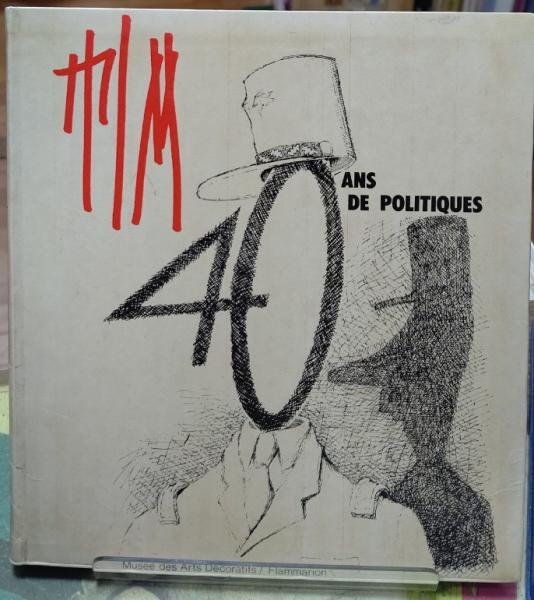 TIM
40
ANS
DE POLITIQUES
Musée des Arts Décoratifs / Flammarion